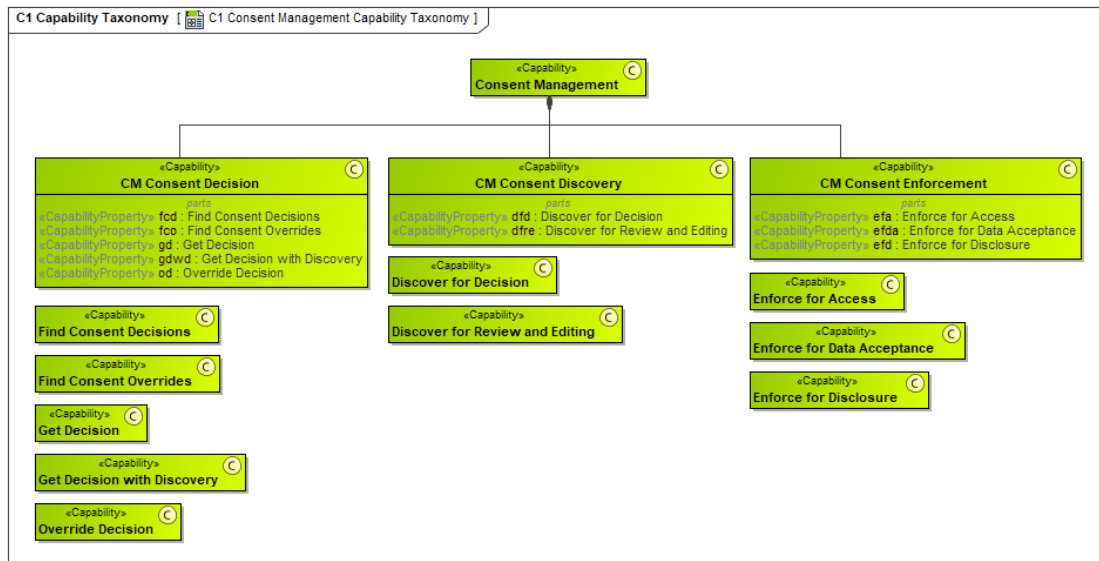 C1 Capability Taxonomy [ C1 Consent Management Capability Taxonomy ]
«Capability» C
Consent Management
«Capability» C
CM Consent Decision
parts
«CapabilityProperty» fcd : Find Consent Decisions
«CapabilityProperty» fco : Find Consent Overrides
«CapabilityProperty» gd : Get Decision
«CapabilityProperty» gdwd : Get Decision with Discovery
«CapabilityProperty» od : Override Decision
«Capability» C
Find Consent Decisions
«Capability» C
Find Consent Overrides
«Capability» C
Get Decision
«Capability» C
Get Decision with Discovery
«Capability» C
Override Decision
«Capability» C
CM Consent Discovery
parts
«CapabilityProperty» dfd : Discover for Decision
«CapabilityProperty» dfre : Discover for Review and Editing
«Capability» C
Discover for Decision
«Capability» C
Discover for Review and Editing
«Capability» C
CM Consent Enforcement
parts
«CapabilityProperty» efa : Enforce for Access
«CapabilityProperty» efda : Enforce for Data Acceptance
«CapabilityProperty» efd : Enforce for Disclosure
«Capability» C
Enforce for Access
«Capability» C
Enforce for Data Acceptance
«Capability» C
Enforce for Disclosure